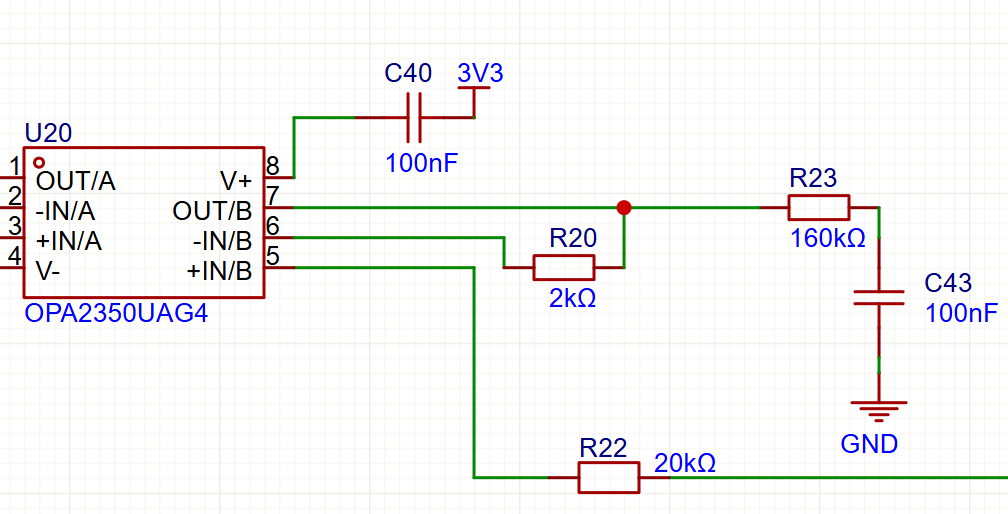 C40 3V3
100nF
U20
1 OUT/A V+ 8
2 -IN/A OUT/B 7
3 +IN/A -IN/B 6
4 V- +IN/B 5
OPA2350UAG4
R23
160kΩ
R20
2kΩ
C43
100nF
GND
R22 20kΩ